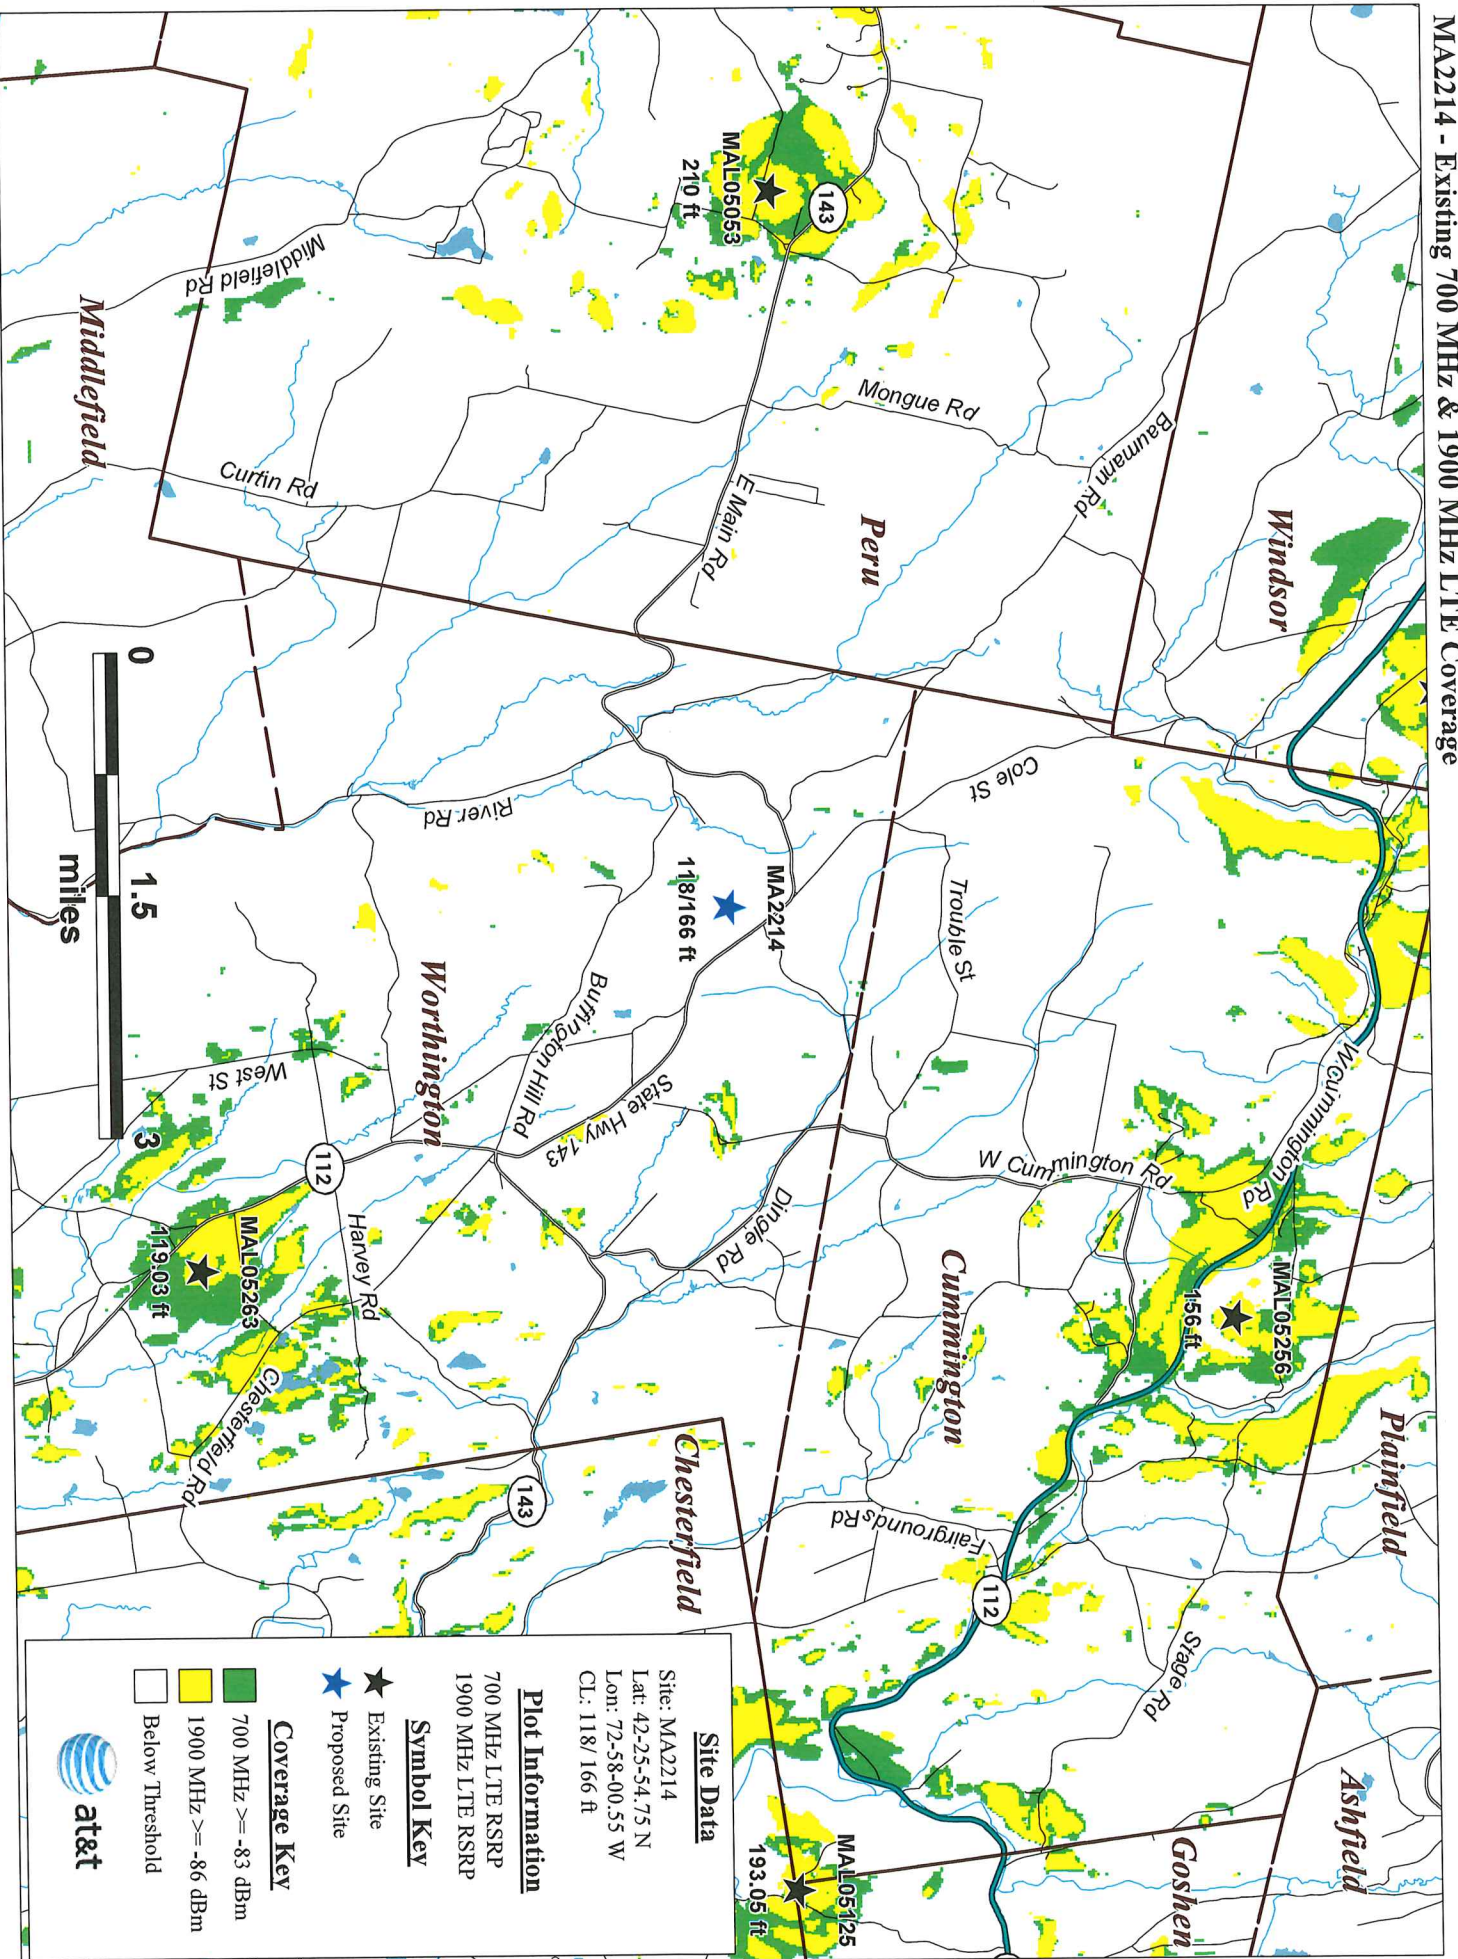 MA2214 - Existing 700 MHz & 1900 MHz LTE Coverage
Windsor
Plainfield
Ashfield
Goshen
Peru
Cummington
Chesterfield
Worthington
Middlefield
W Cummington Rd
MAL05256
156 ft
Stage Rd
112
Baumann Rd
Cole St
Trouble St
W Cummington Rd
Fairgrounds Rd
Mongue Rd
143
MAL05053
210 ft
E Main Rd
MA2214
118/166 ft
Dingle Rd
State Hwy 143
Buffington Hill Rd
MAL05125
193.05 ft
River Rd
143
Middlefield Rd
Curtin Rd
West St
112
Harvey Rd
MAL05263
119.03 ft
Chesterfield Rd
0
1.5
3
miles
Site Data
Site: MA2214
Lat: 42-25-54.75 N
Lon: 72-58-00.55 W
CL: 118/ 166 ft
Plot Information
700 MHz LTE RSRP
1900 MHz LTE RSRP
Symbol Key
Existing Site
Proposed Site
Coverage Key
700 MHz >= -83 dBm
1900 MHz >= -86 dBm
Below Threshold
at&t